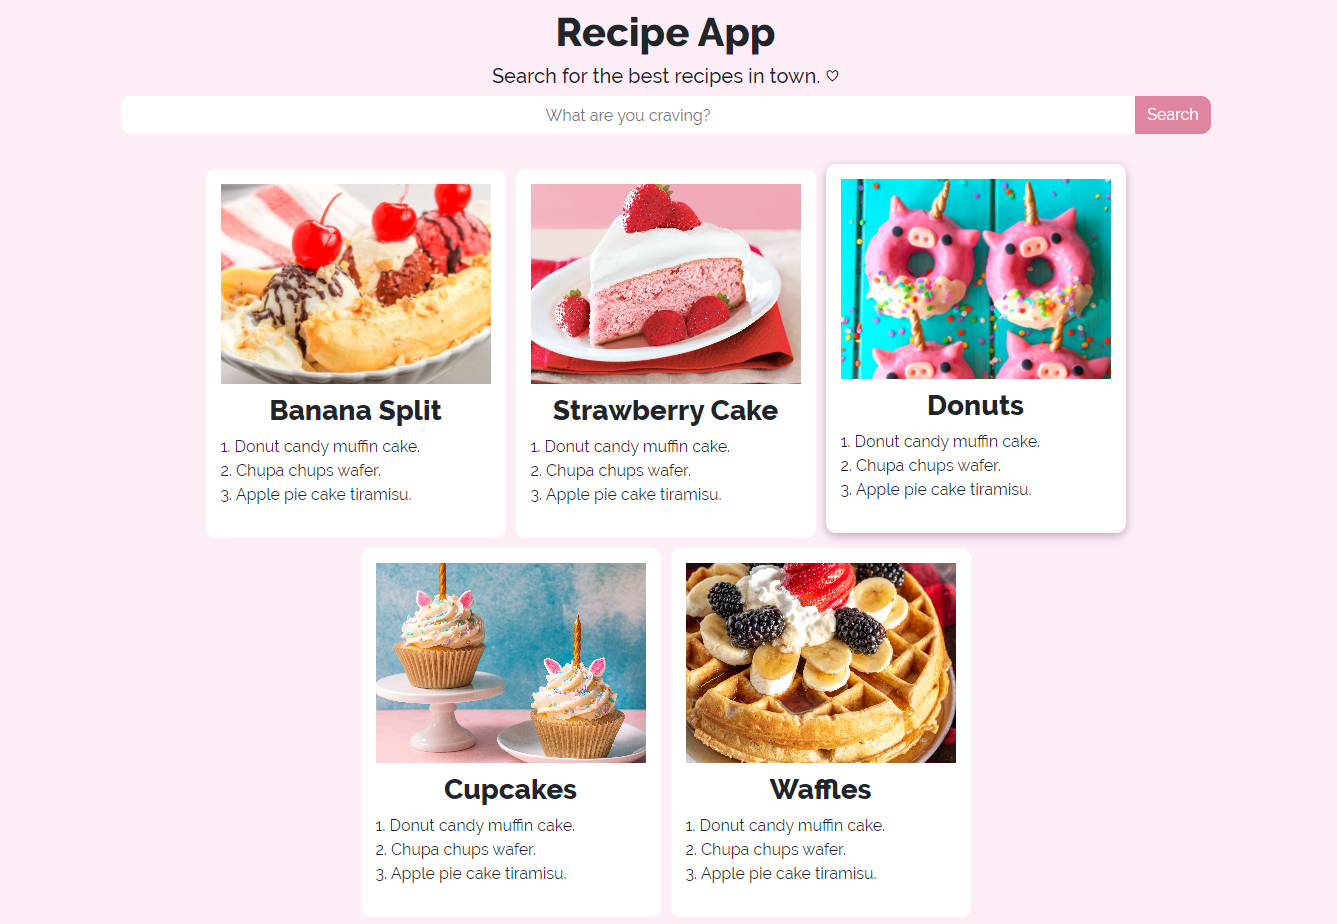 Recipe App
Search for the best recipes in town. ♡
What are you craving?
Search
Banana Split
1. Donut candy muffin cake.
2. Chupa chups wafer.
3. Apple pie cake tiramisu.
Strawberry Cake
1. Donut candy muffin cake.
2. Chupa chups wafer.
3. Apple pie cake tiramisu.
Donuts
1. Donut candy muffin cake.
2. Chupa chups wafer.
3. Apple pie cake tiramisu.
Cupcakes
1. Donut candy muffin cake.
2. Chupa chups wafer.
3. Apple pie cake tiramisu.
Waffles
1. Donut candy muffin cake.
2. Chupa chups wafer.
3. Apple pie cake tiramisu.